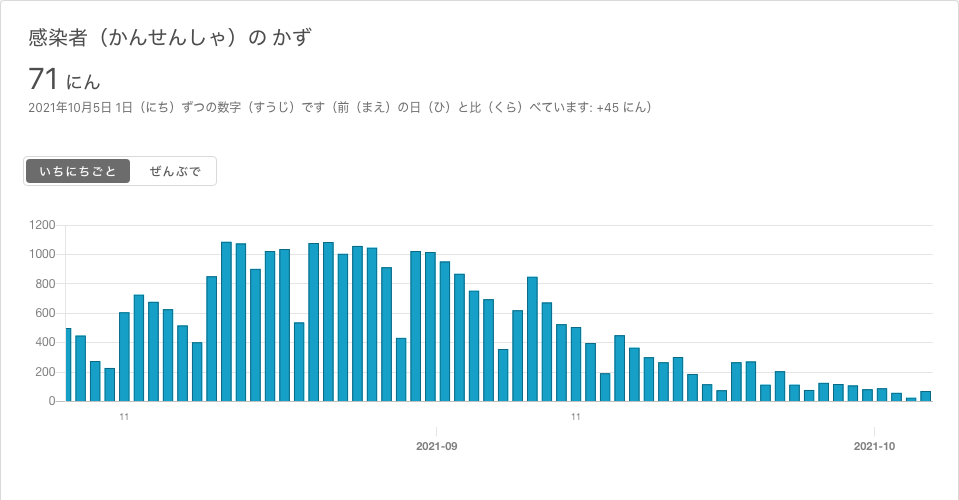 感染者（かんせんしゃ）の かず
71 にん
2021年10月5日 1日（にち）ずつの数字（すうじ）です（前（まえ）の日（ひ）と比（くら）べています: +45 にん）
いちにちごと ぜんぶで
1200
1000
800
600
400
200
0
11 11
2021-09 2021-10